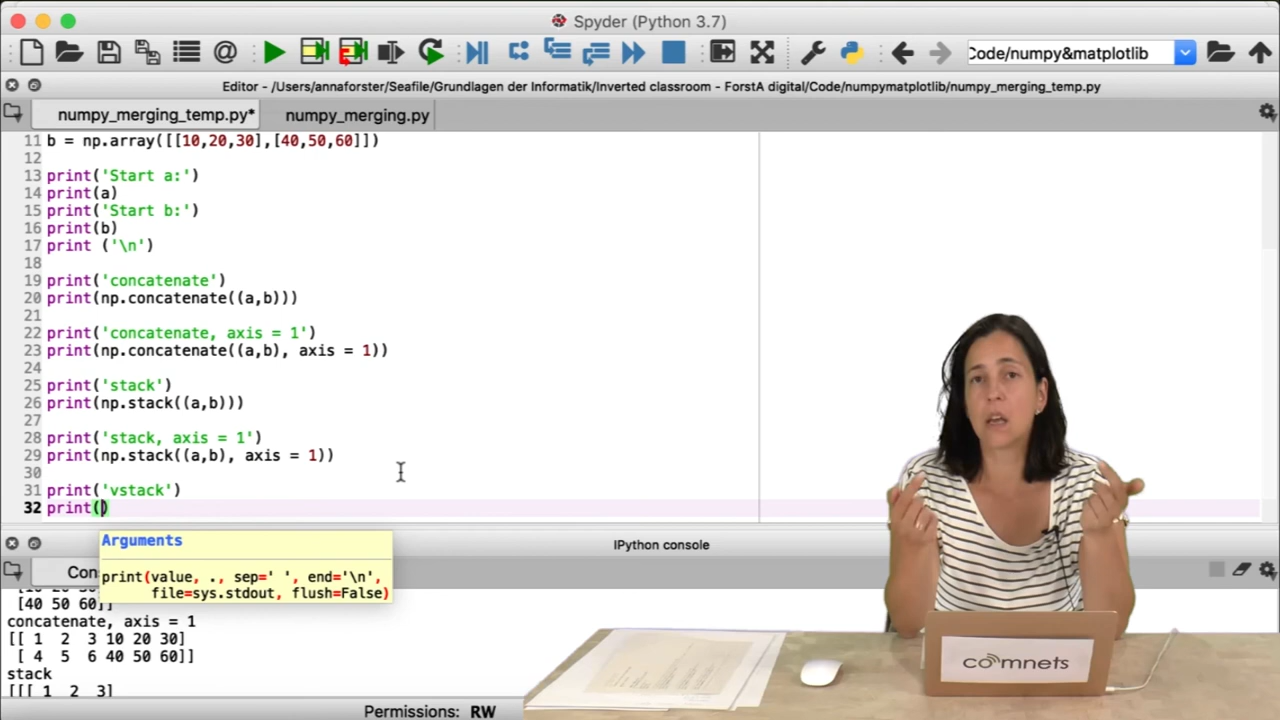 Spyder (Python 3.7)
Code/numpy&matplotlib
Editor - /Users/annaforster/Seafile/Grundlagen der Informatik/Inverted classroom - ForstA digital/Code/numpymatplotlib/numpy_merging_temp.py
numpy_merging_temp.py* numpy_merging.py
11 b = np.array([[10,20,30],[40,50,60]])
12
13 print('Start a:')
14 print(a)
15 print('Start b:')
16 print(b)
17 print ('\n')
18
19 print('concatenate')
20 print(np.concatenate((a,b)))
21
22 print('concatenate, axis = 1')
23 print(np.concatenate((a,b), axis = 1))
24
25 print('stack')
26 print(np.stack((a,b)))
27
28 print('stack, axis = 1')
29 print(np.stack((a,b), axis = 1))
30
31 print('vstack')
32 print()
Arguments
print(value, ., sep=' ', end='\n',
file=sys.stdout, flush=False)
IPython console
Con
[40 50 60]]
concatenate, axis = 1
[[ 1 2 3 10 20 30]
[ 4 5 6 40 50 60]]
stack
[[[ 1 2 3]
Permissions: RW
comnets